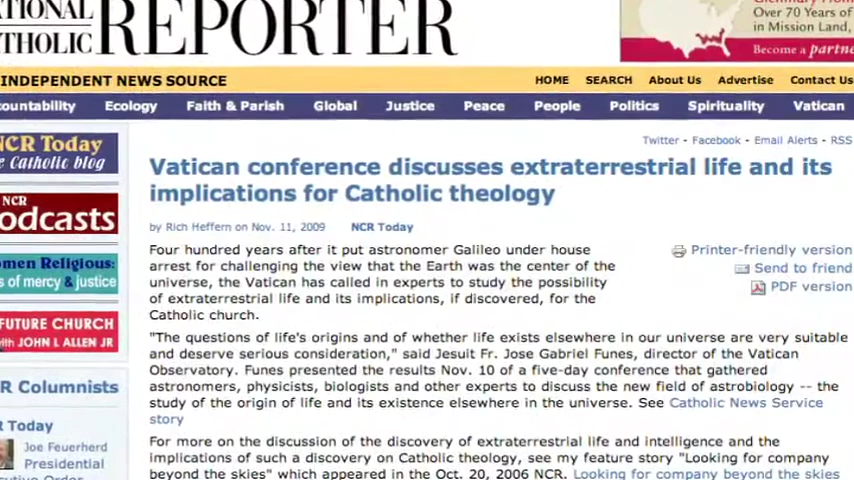 ATIONAL
CATHOLIC REPORTER
Over 70 Years of
in Mission Land,
Become a partne
INDEPENDENT NEWS SOURCE
HOME SEARCH About Us Advertise Contact Us
countability Ecology Faith & Parish Global Justice Peace People Politics Spirituality Vatican
Twitter - Facebook - Email Alerts - RSS
NCR Today
e Catholic blog
NCR
odcasts
omen Religious:
s of mercy & justice
FUTURE CHURCH
with JOHN L ALLEN JR
R Columnists
R Today
Joe Feuerherd
Presidential
Vatican conference discusses extraterrestrial life and its
implications for Catholic theology
by Rich Heffern on Nov. 11, 2009 NCR Today
Printer-friendly version
Send to friend
PDF version
Four hundred years after it put astronomer Galileo under house
arrest for challenging the view that the Earth was the center of the
universe, the Vatican has called in experts to study the possibility
of extraterrestrial life and its implications, if discovered, for the
Catholic church.
"The questions of life's origins and of whether life exists elsewhere in our universe are very suitable
and deserve serious consideration," said Jesuit Fr. Jose Gabriel Funes, director of the Vatican
Observatory. Funes presented the results Nov. 10 of a five-day conference that gathered
astronomers, physicists, biologists and other experts to discuss the new field of astrobiology -- the
study of the origin of life and its existence elsewhere in the universe. See Catholic News Service
story
For more on the discussion of the discovery of extraterrestrial life and intelligence and the
implications of such a discovery on Catholic theology, see my feature story "Looking for company
beyond the skies" which appeared in the Oct. 20, 2006 NCR. Looking for company beyond the skies